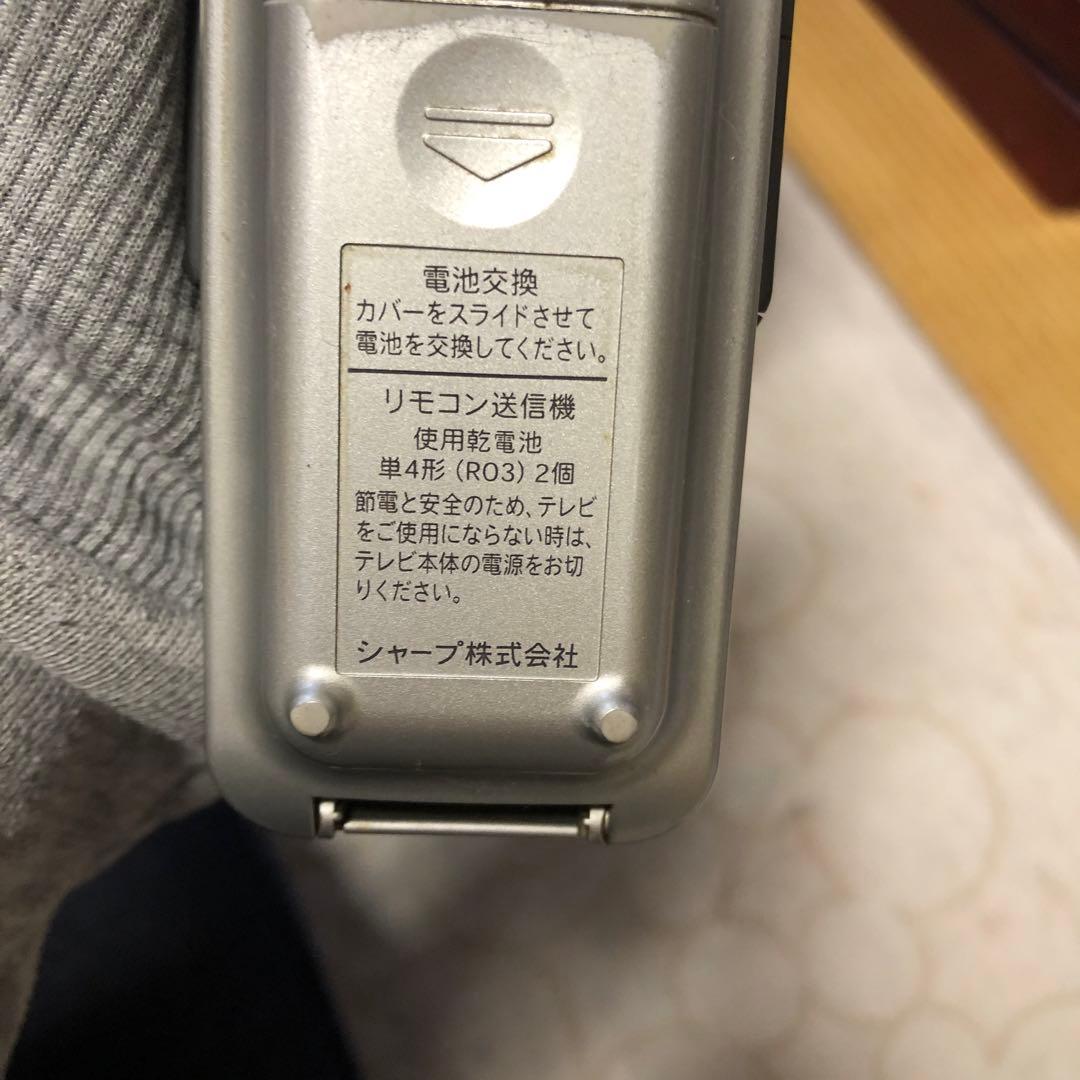 電池交換
カバーをスライドさせて
電池を交換してください。
リモコン送信機
使用乾電池
単4形(R03)2個
節電と安全のため、テレビ
をご使用にならない時は、
テレビ本体の電源をお切
りください。
シャープ株式会社